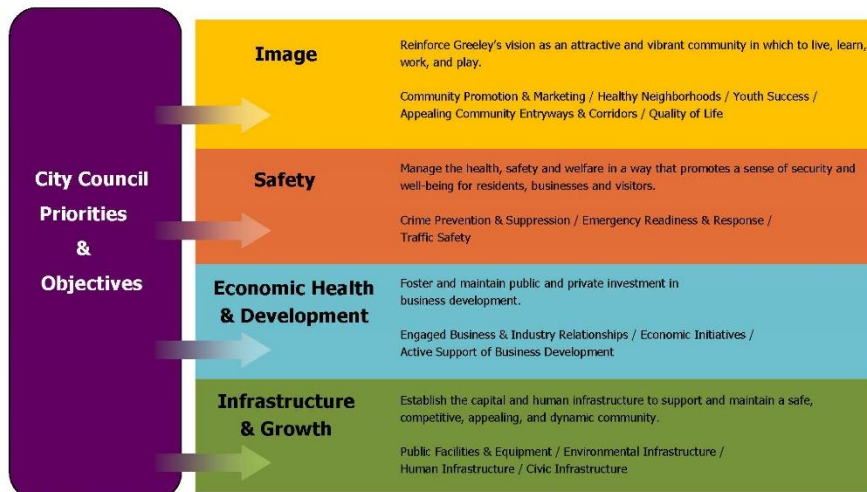 City Council
Priorities
&
Objectives
Image
Reinforce Greeley's vision as an attractive and vibrant community in which to live, learn,
work, and play.
Community Promotion & Marketing / Healthy Neighborhoods / Youth Success /
Appealing Community Entryways & Corridors / Quality of Life
Safety
Manage the health, safety and welfare in a way that promotes a sense of security and
well-being for residents, businesses and visitors.
Crime Prevention & Suppression / Emergency Readiness & Response /
Traffic Safety
Economic Health
& Development
Foster and maintain public and private investment in
business development.
Engaged Business & Industry Relationships / Economic Initiatives /
Active Support of Business Development
Infrastructure
& Growth
Establish the capital and human infrastructure to support and maintain a safe,
competitive, appealing, and dynamic community.
Public Facilities & Equipment / Environmental Infrastructure /
Human Infrastructure / Civic Infrastructure